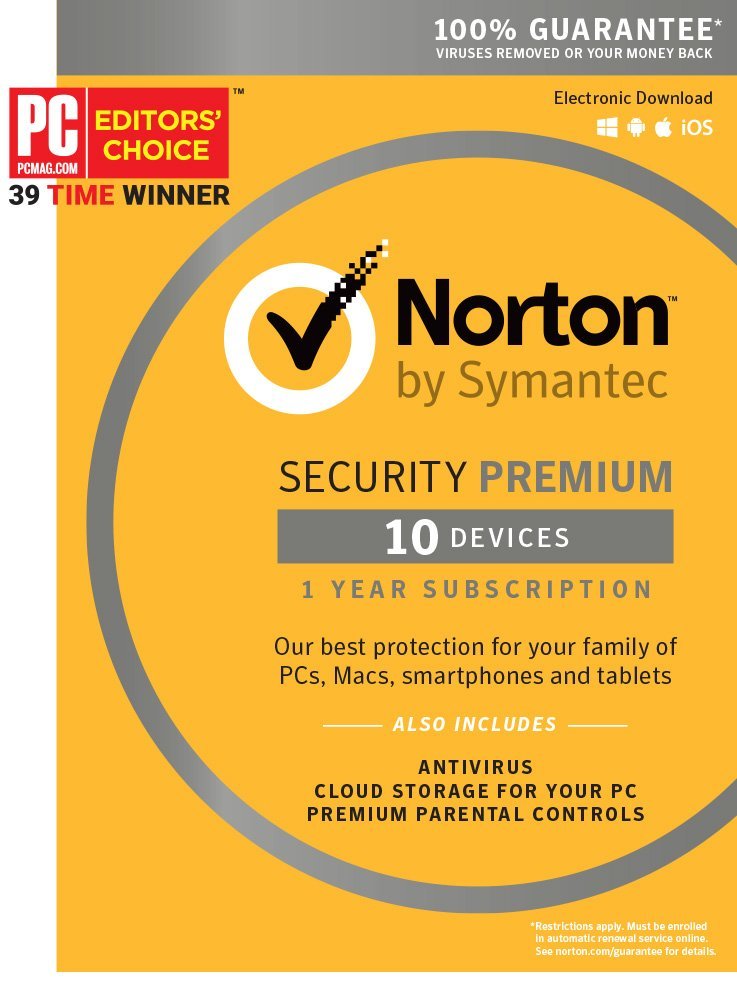 100% GUARANTEE*
VIRUSES REMOVED OR YOUR MONEY BACK
PC
PCMAG.COM
EDITORS'
CHOICE
™
39 TIME WINNER
Electronic Download
iOS
Norton™
by Symantec
SECURITY PREMIUM
10 DEVICES
1 YEAR SUBSCRIPTION
Our best protection for your family of
PCs, Macs, smartphones and tablets
ALSO INCLUDES
ANTIVIRUS
CLOUD STORAGE FOR YOUR PC
PREMIUM PARENTAL CONTROLS
*Restrictions apply. Must be enrolled
in automatic renewal service online.
See norton.com/guarantee for details.